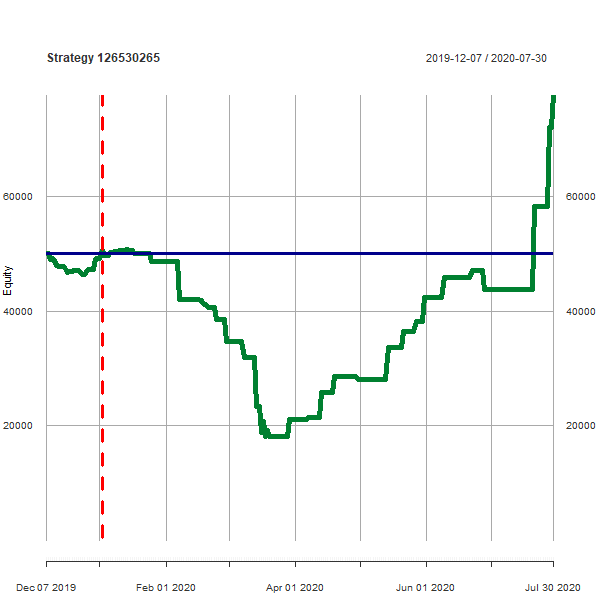 Strategy 126530265
2019-12-07 / 2020-07-30
60000
60000
Equity
40000
40000
20000
20000
Dec 07 2019
Feb 01 2020
Apr 01 2020
Jun 01 2020
Jul 30 2020